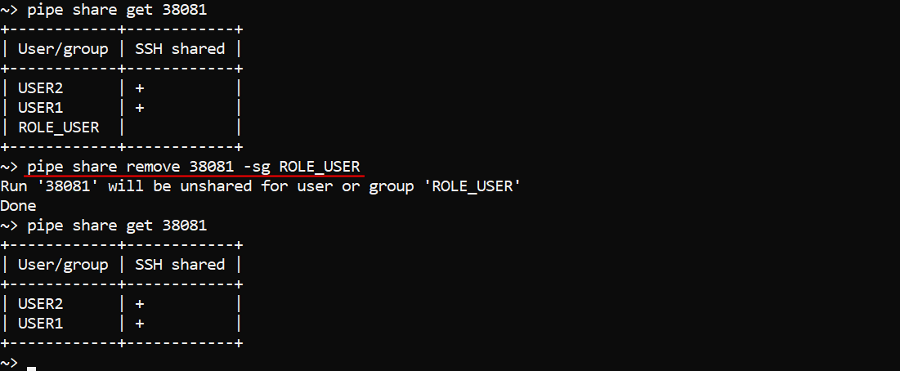 ~> pipe share get 38081
+------------+------------+
| User/group | SSH shared |
+------------+------------+
| USER2      | +          |
| USER1      | +          |
| ROLE_USER  |            |
+------------+------------+
~> pipe share remove 38081 -sg ROLE_USER
Run '38081' will be unshared for user or group 'ROLE_USER'
Done
~> pipe share get 38081
+------------+------------+
| User/group | SSH shared |
+------------+------------+
| USER2      | +          |
| USER1      | +          |
+------------+------------+
~>